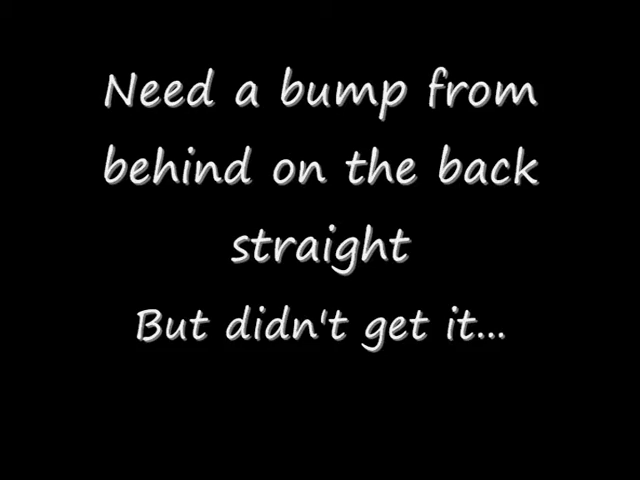 Need a bump from
behind on the back
straight
But didn't get it...